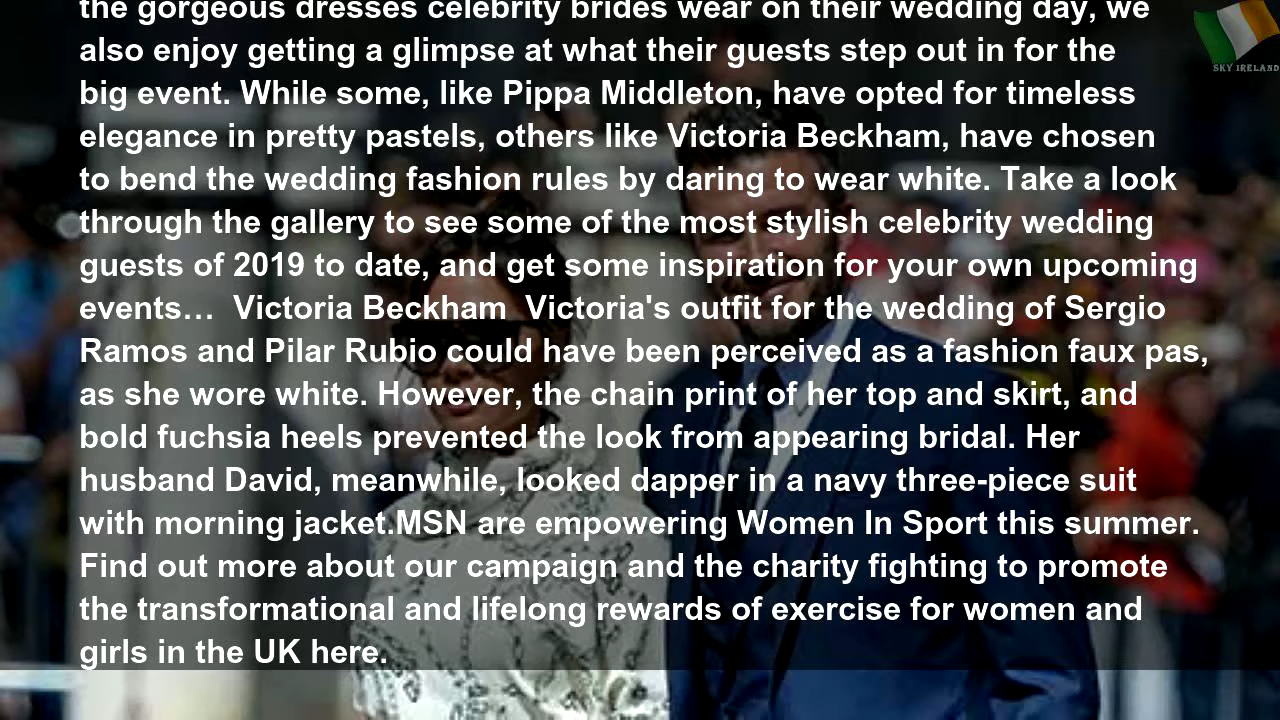 the gorgeous dresses celebrity brides wear on their wedding day, we
also enjoy getting a glimpse at what their guests step out in for the
big event. While some, like Pippa Middleton, have opted for timeless
elegance in pretty pastels, others like Victoria Beckham, have chosen
to bend the wedding fashion rules by daring to wear white. Take a look
through the gallery to see some of the most stylish celebrity wedding
guests of 2019 to date, and get some inspiration for your own upcoming
events…  Victoria Beckham  Victoria's outfit for the wedding of Sergio
Ramos and Pilar Rubio could have been perceived as a fashion faux pas,
as she wore white. However, the chain print of her top and skirt, and
bold fuchsia heels prevented the look from appearing bridal. Her
husband David, meanwhile, looked dapper in a navy three-piece suit
with morning jacket.MSN are empowering Women In Sport this summer.
Find out more about our campaign and the charity fighting to promote
the transformational and lifelong rewards of exercise for women and
girls in the UK here.
SKY IRELAND